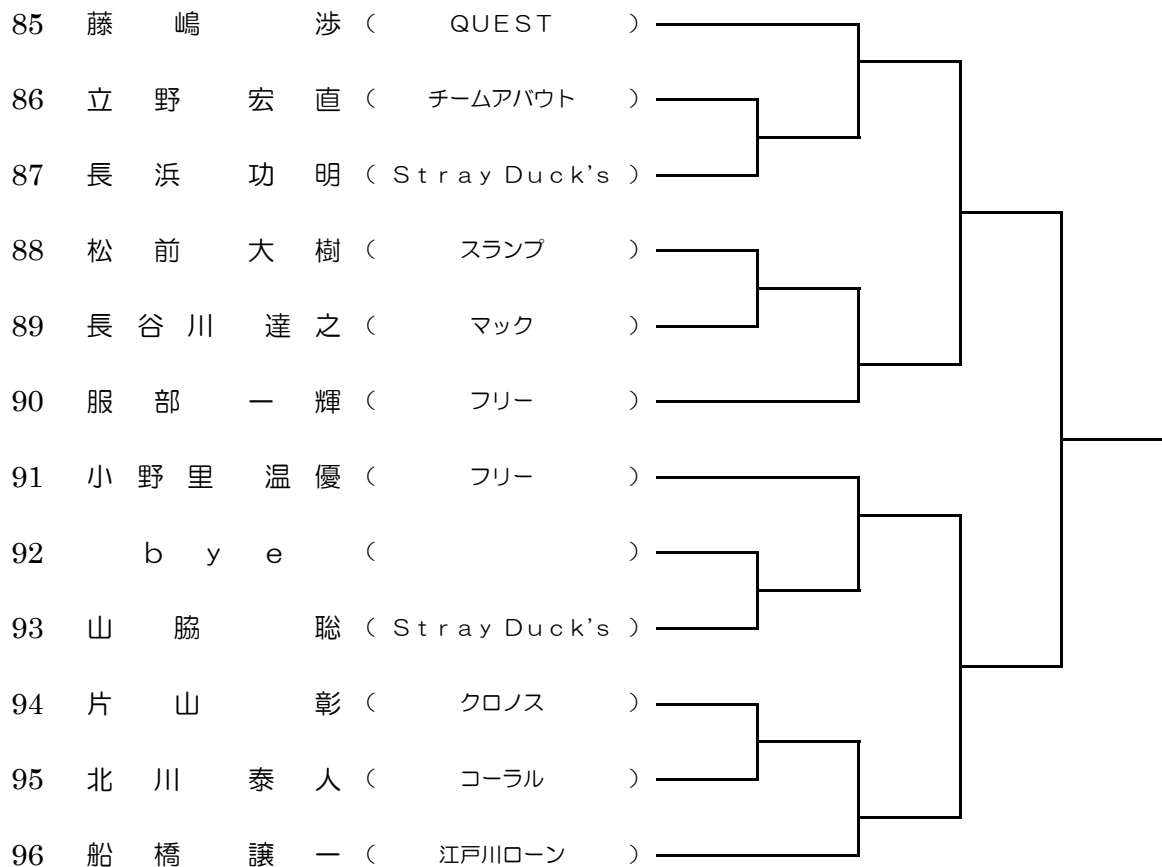 85 藤嶋 渉 ( QUEST )
86 立野 宏直 ( チームアバウト )
87 長浜 功明 ( Stray Duck's )
88 松前 大樹 ( スランプ )
89 長谷川 達之 ( マック )
90 服部 一輝 ( フリー )
91 小野里 温優 ( フリー )
92 bye ( )
93 山脇 聡 ( Stray Duck's )
94 片山 彰 ( クロノス )
95 北川 泰人 ( コーラル )
96 船橋 譲一 ( 江戸川ローン )